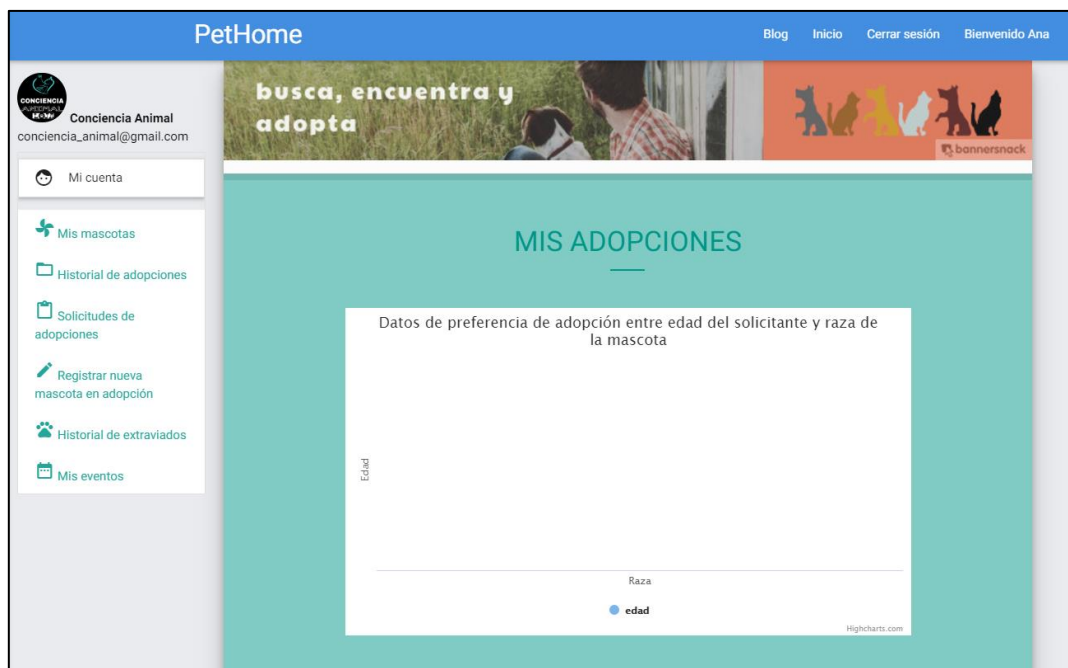 PetHome
Blog Inicio Cerrar sesión Bienvenido Ana
CONCIENCIA
ANIMAL
Conciencia Animal
conciencia_animal@gmail.com
Mi cuenta
Mis mascotas
Historial de adopciones
Solicitudes de
adopciones
Registrar nueva
mascota en adopción
Historial de extraviados
Mis eventos
busca, encuentra y
adopta
bannersnack
MIS ADOPCIONES
Datos de preferencia de adopción entre edad del solicitante y raza de
la mascota
Edad
Raza
edad
Highcharts.com